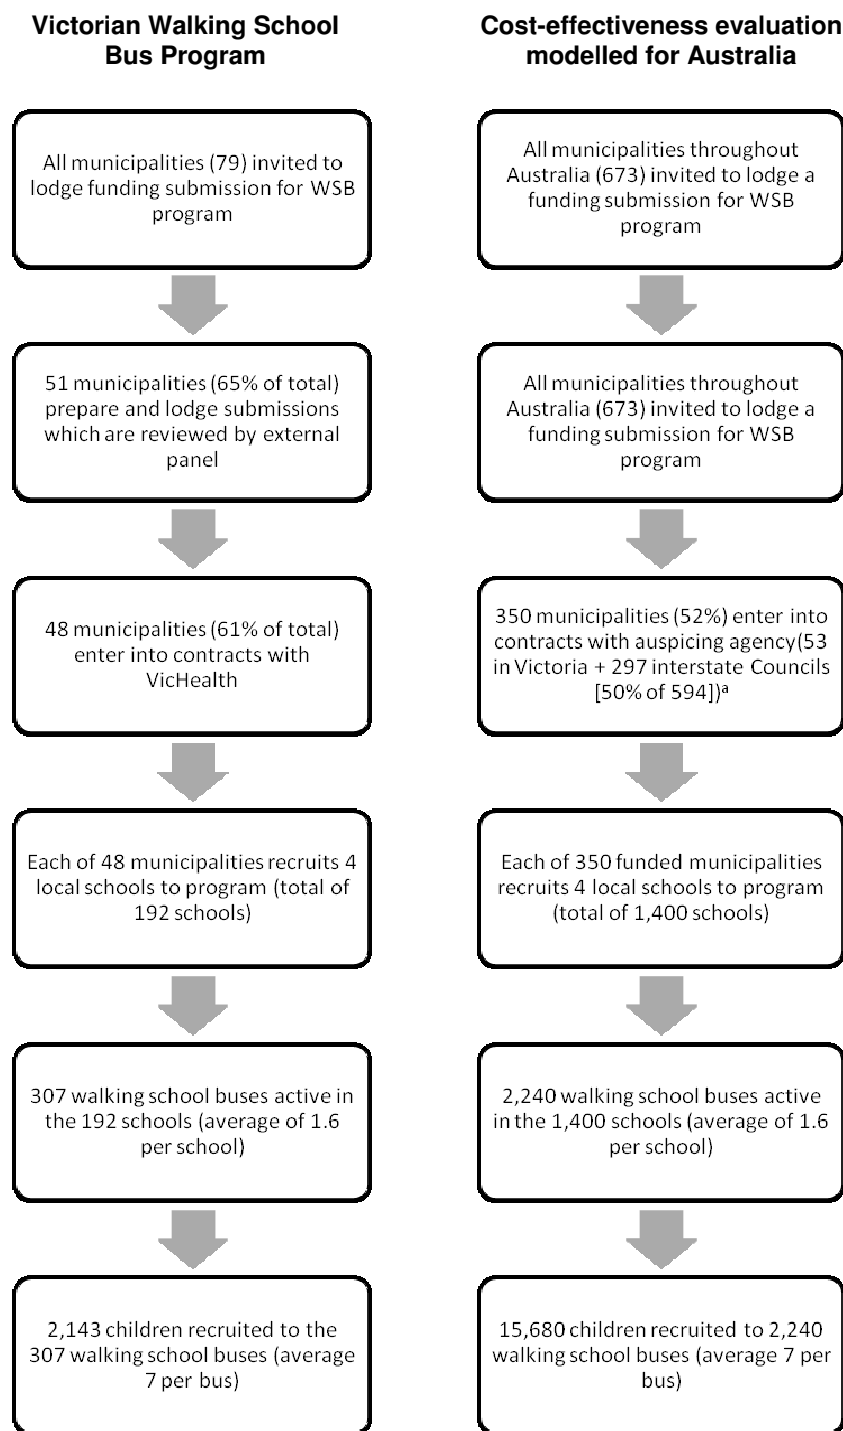 Victorian Walking School
Bus Program
All municipalities (79) invited to
lodge funding submission for WSB
program
51 municipalities (65% of total)
prepare and lodge submissions
which are reviewed by external
panel
48 municipalities (61% of total)
enter into contracts with
VicHealth
Each of 48 municipalities recruits 4
local schools to program (total of
192 schools)
307 walking school buses active in
the 192 schools (average of 1.6
per school)
2,143 children recruited to the
307 walking school buses (average
7 per bus)
Cost-effectiveness evaluation
modelled for Australia
All municipalities throughout
Australia (673) invited to lodge a
funding submission for WSB
program
All municipalities throughout
Australia (673) invited to lodge a
funding submission for WSB
program
350 municipalities (52%) enter into
contracts with auspicing agency(53
in Victoria + 297 interstate Councils
[50% of 594])ᵃ
Each of 350 funded municipalities
recruits 4 local schools to program
(total of 1,400 schools)
2,240 walking school buses active
in the 1,400 schools (average of 1.6
per school)
15,680 children recruited to 2,240
walking school buses (average 7 per
bus)